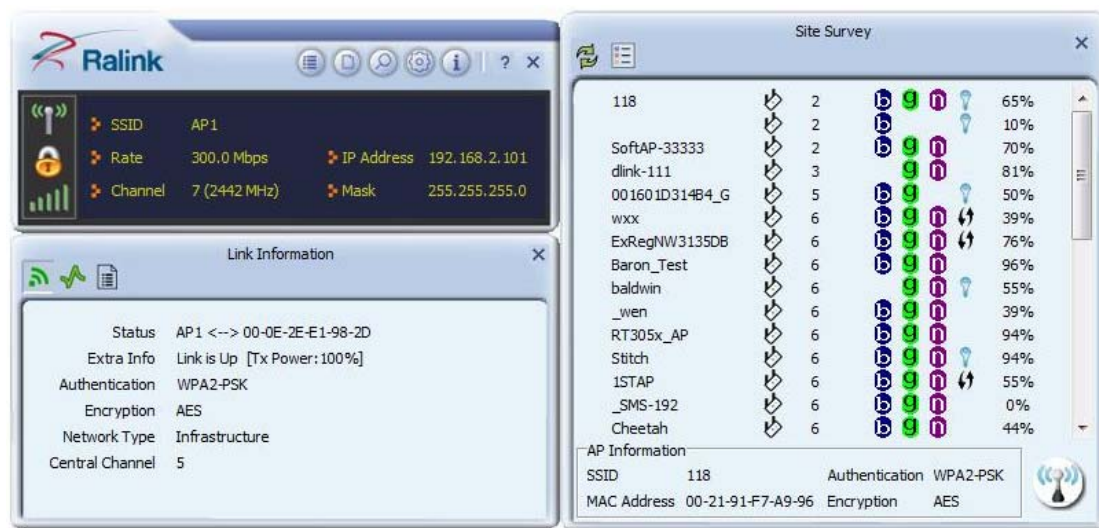 Ralink
? ×
SSID AP1
Rate 300.0 Mbps IP Address 192.168.2.101
Channel 7 (2442 MHz) Mask 255.255.255.0
Link Information ×
Status AP1 <--> 00-0E-2E-E1-98-2D
Extra Info Link is Up [Tx Power:100%]
Authentication WPA2-PSK
Encryption AES
Network Type Infrastructure
Central Channel 5
Site Survey ×
118 2 b g n 65%
2 b 10%
SoftAP-33333 2 b g n 70%
dlink-111 3 g n 81%
001601D314B4_G 5 b g 50%
wxx 6 b g n 39%
ExRegNW3135DB 6 b g n 76%
Baron_Test 6 b g n 96%
baldwin 6 g n 55%
_wen 6 b g n 39%
RT305x_AP 6 b g n 94%
Stitch 6 b g n 94%
1STAP 6 b g n 55%
_SMS-192 6 b g n 0%
Cheetah 6 b g n 44%
AP Information
SSID 118 Authentication WPA2-PSK
MAC Address 00-21-91-F7-A9-96 Encryption AES